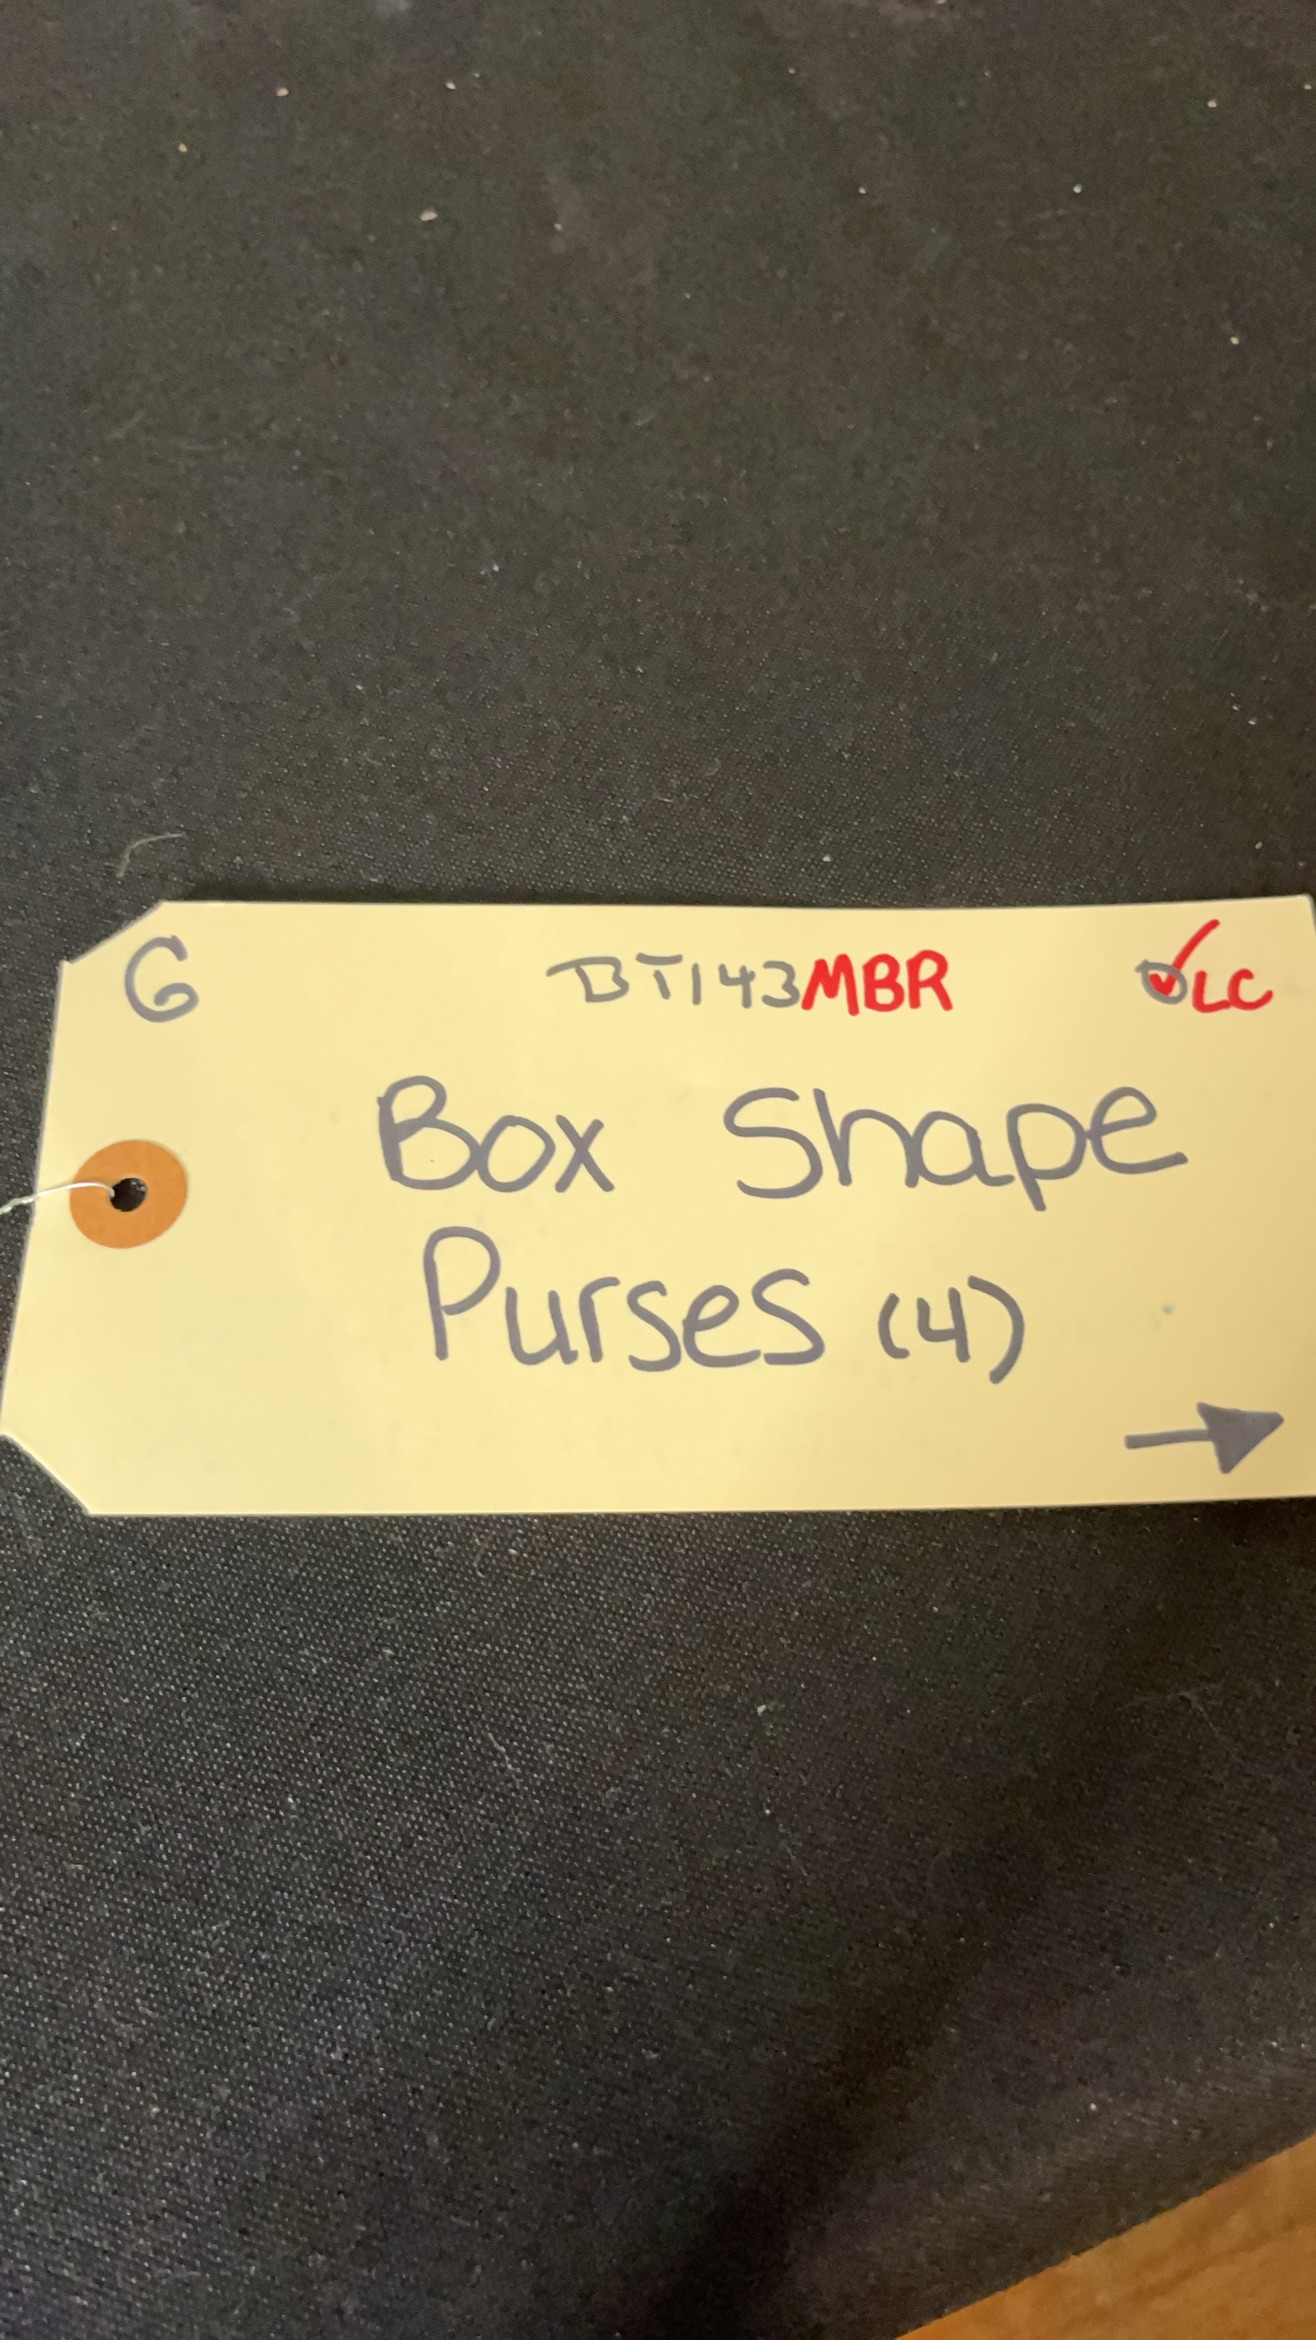 G BT143MBR ✓LC
Box Shape
Purses (4)
→